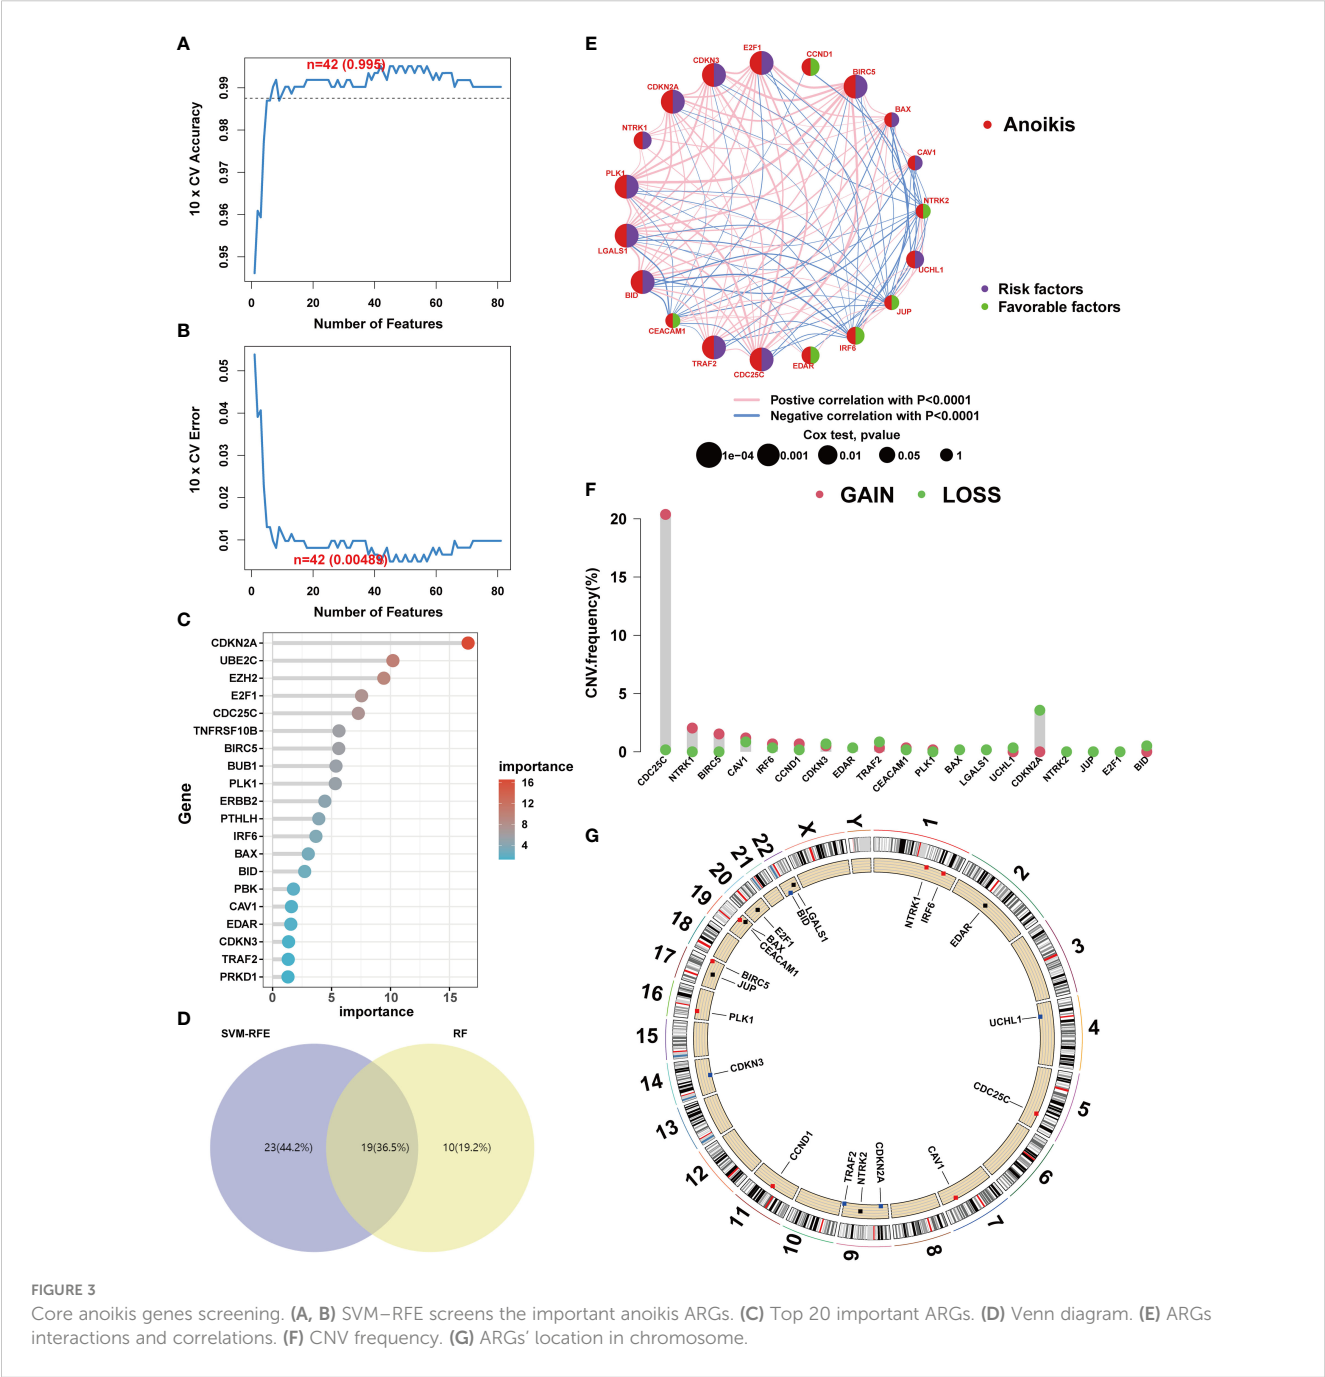 A
n=42 (0.995)
10 x CV Accuracy
0.99
0.98
0.97
0.96
0.95
0 20 40 60 80
Number of Features
B
10 x CV Error
0.05
0.04
0.03
0.02
0.01
n=42 (0.00489)
0 20 40 60 80
Number of Features
C
Gene
CDKN2A
UBE2C
EZH2
E2F1
CDC25C
TNFRSF10B
BIRC5
BUB1
PLK1
ERBB2
PTHLH
IRF6
BAX
BID
PBK
CAV1
EDAR
CDKN3
TRAF2
PRKD1
0 5 10 15
importance
importance
16
12
8
4
D
SVM-RFE RF
23(44.2%) 19(36.5%) 10(19.2%)
E
E2F1
CCND1
CDKN3
BIRC5
CDKN2A
BAX
NTRK1
CAV1
PLK1
NTRK2
LGALS1
UCHL1
BID
JUP
CEACAM1
IRF6
TRAF2
EDAR
CDC25C
Anoikis
Risk factors
Favorable factors
Postive correlation with P<0.0001
Negative correlation with P<0.0001
Cox test, pvalue
1e−04 0.001 0.01 0.05 1
F
GAIN LOSS
CNV.frequency(%)
20
15
10
5
0
CDC25C NTRK1 BIRC5 CAV1 IRF6 CCND1 CDKN3 EDAR TRAF2 CEACAM1 PLK1 BAX LGALS1 UCHL1 CDKN2A NTRK2 JUP E2F1 BID
G
1
2
3
4
5
6
7
8
9
10
11
12
13
14
15
16
17
18
19
20
21
22
X
Y
NTRK1
IRF6
EDAR
UCHL1
CDC25C
CAV1
CDKN2A
NTRK2
TRAF2
CCND1
CDKN3
PLK1
JUP
BIRC5
CEACAM1
BAX
E2F1
BID
LGALS1
FIGURE 3
Core anoikis genes screening. (A, B) SVM−RFE screens the important anoikis ARGs. (C) Top 20 important ARGs. (D) Venn diagram. (E) ARGs
interactions and correlations. (F) CNV frequency. (G) ARGs’ location in chromosome.